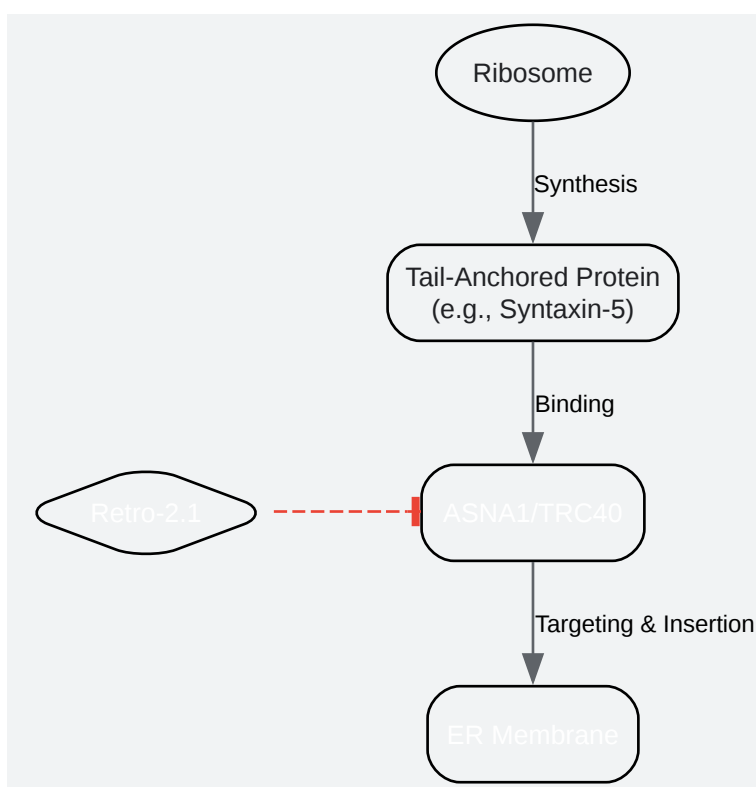 Ribosome
Synthesis
Tail-Anchored Protein
(e.g., Syntaxin-5)
Binding
Retro-2.1
ASNA1/TRC40
Targeting & Insertion
ER Membrane